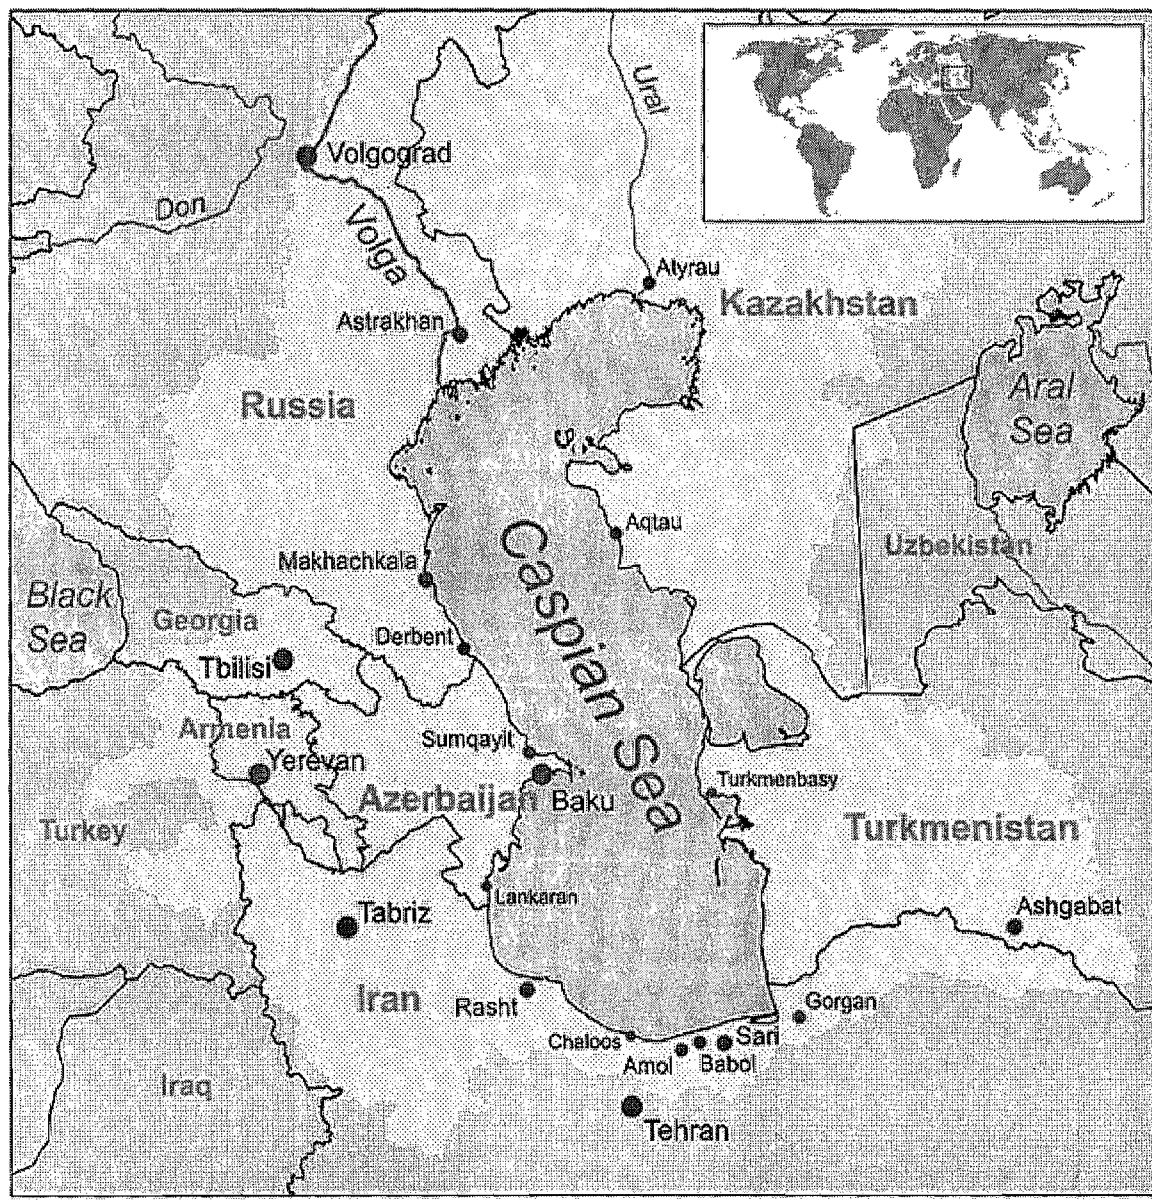 Ural
Volgograd
Don
Volga
Atyrau
Kazakhstan
Astrakhan
Aral
Sea
Russia
Caspian Sea
Aqtau
Uzbekistan
Makhachkala
Black
Sea
Georgia
Derbent
Tbilisi
Armenia
Sumqayit
Yerevan
Turkmenbasy
Azerbaijan
Baku
Turkey
Turkmenistan
Lankaran
Ashgabat
Tabriz
Iran
Rasht
Gorgan
Chaloos
Sari
Amol
Babol
Iraq
Tehran